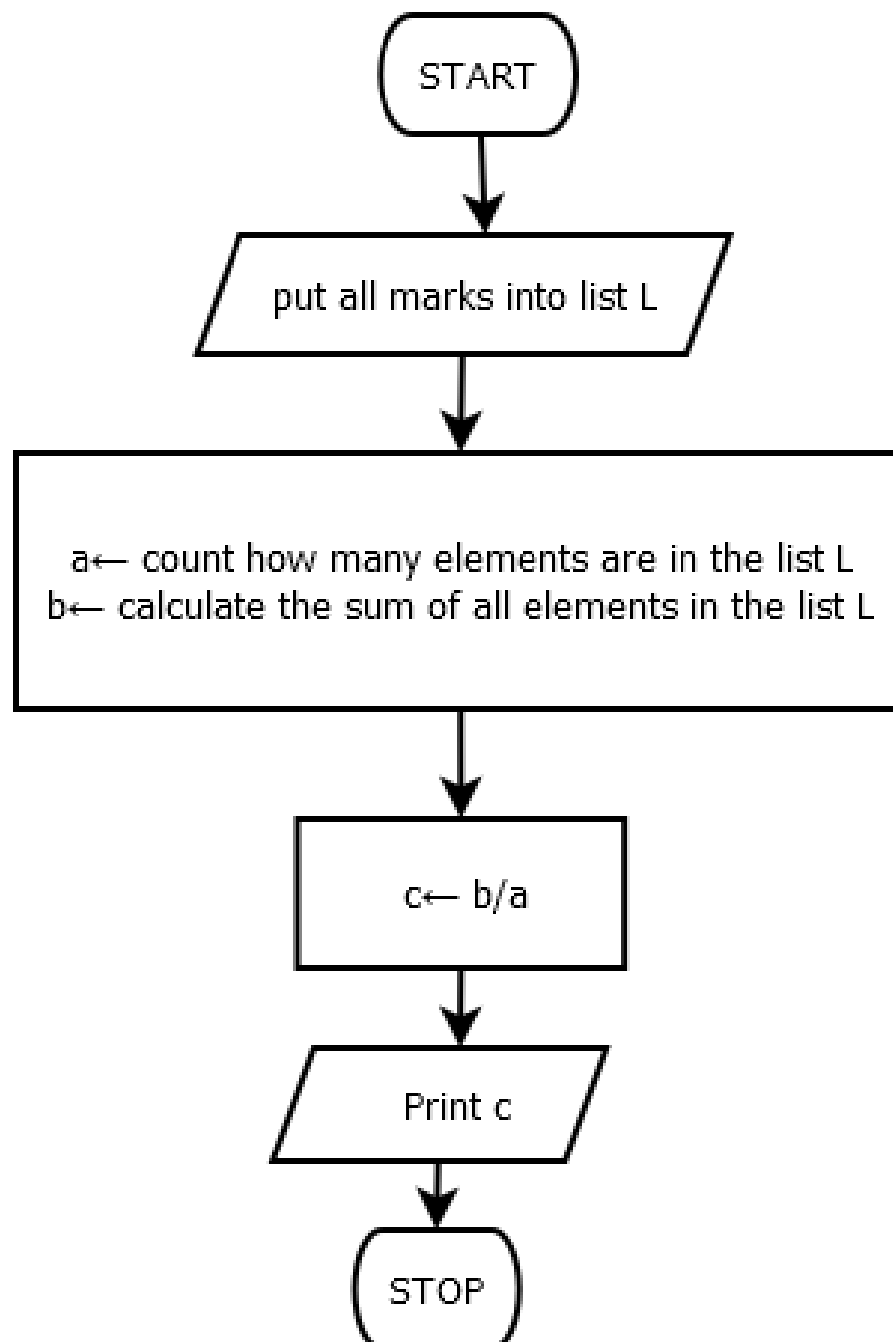 START
put all marks into list L
a← count how many elements are in the list L
b← calculate the sum of all elements in the list L
c← b/a
Print c
STOP